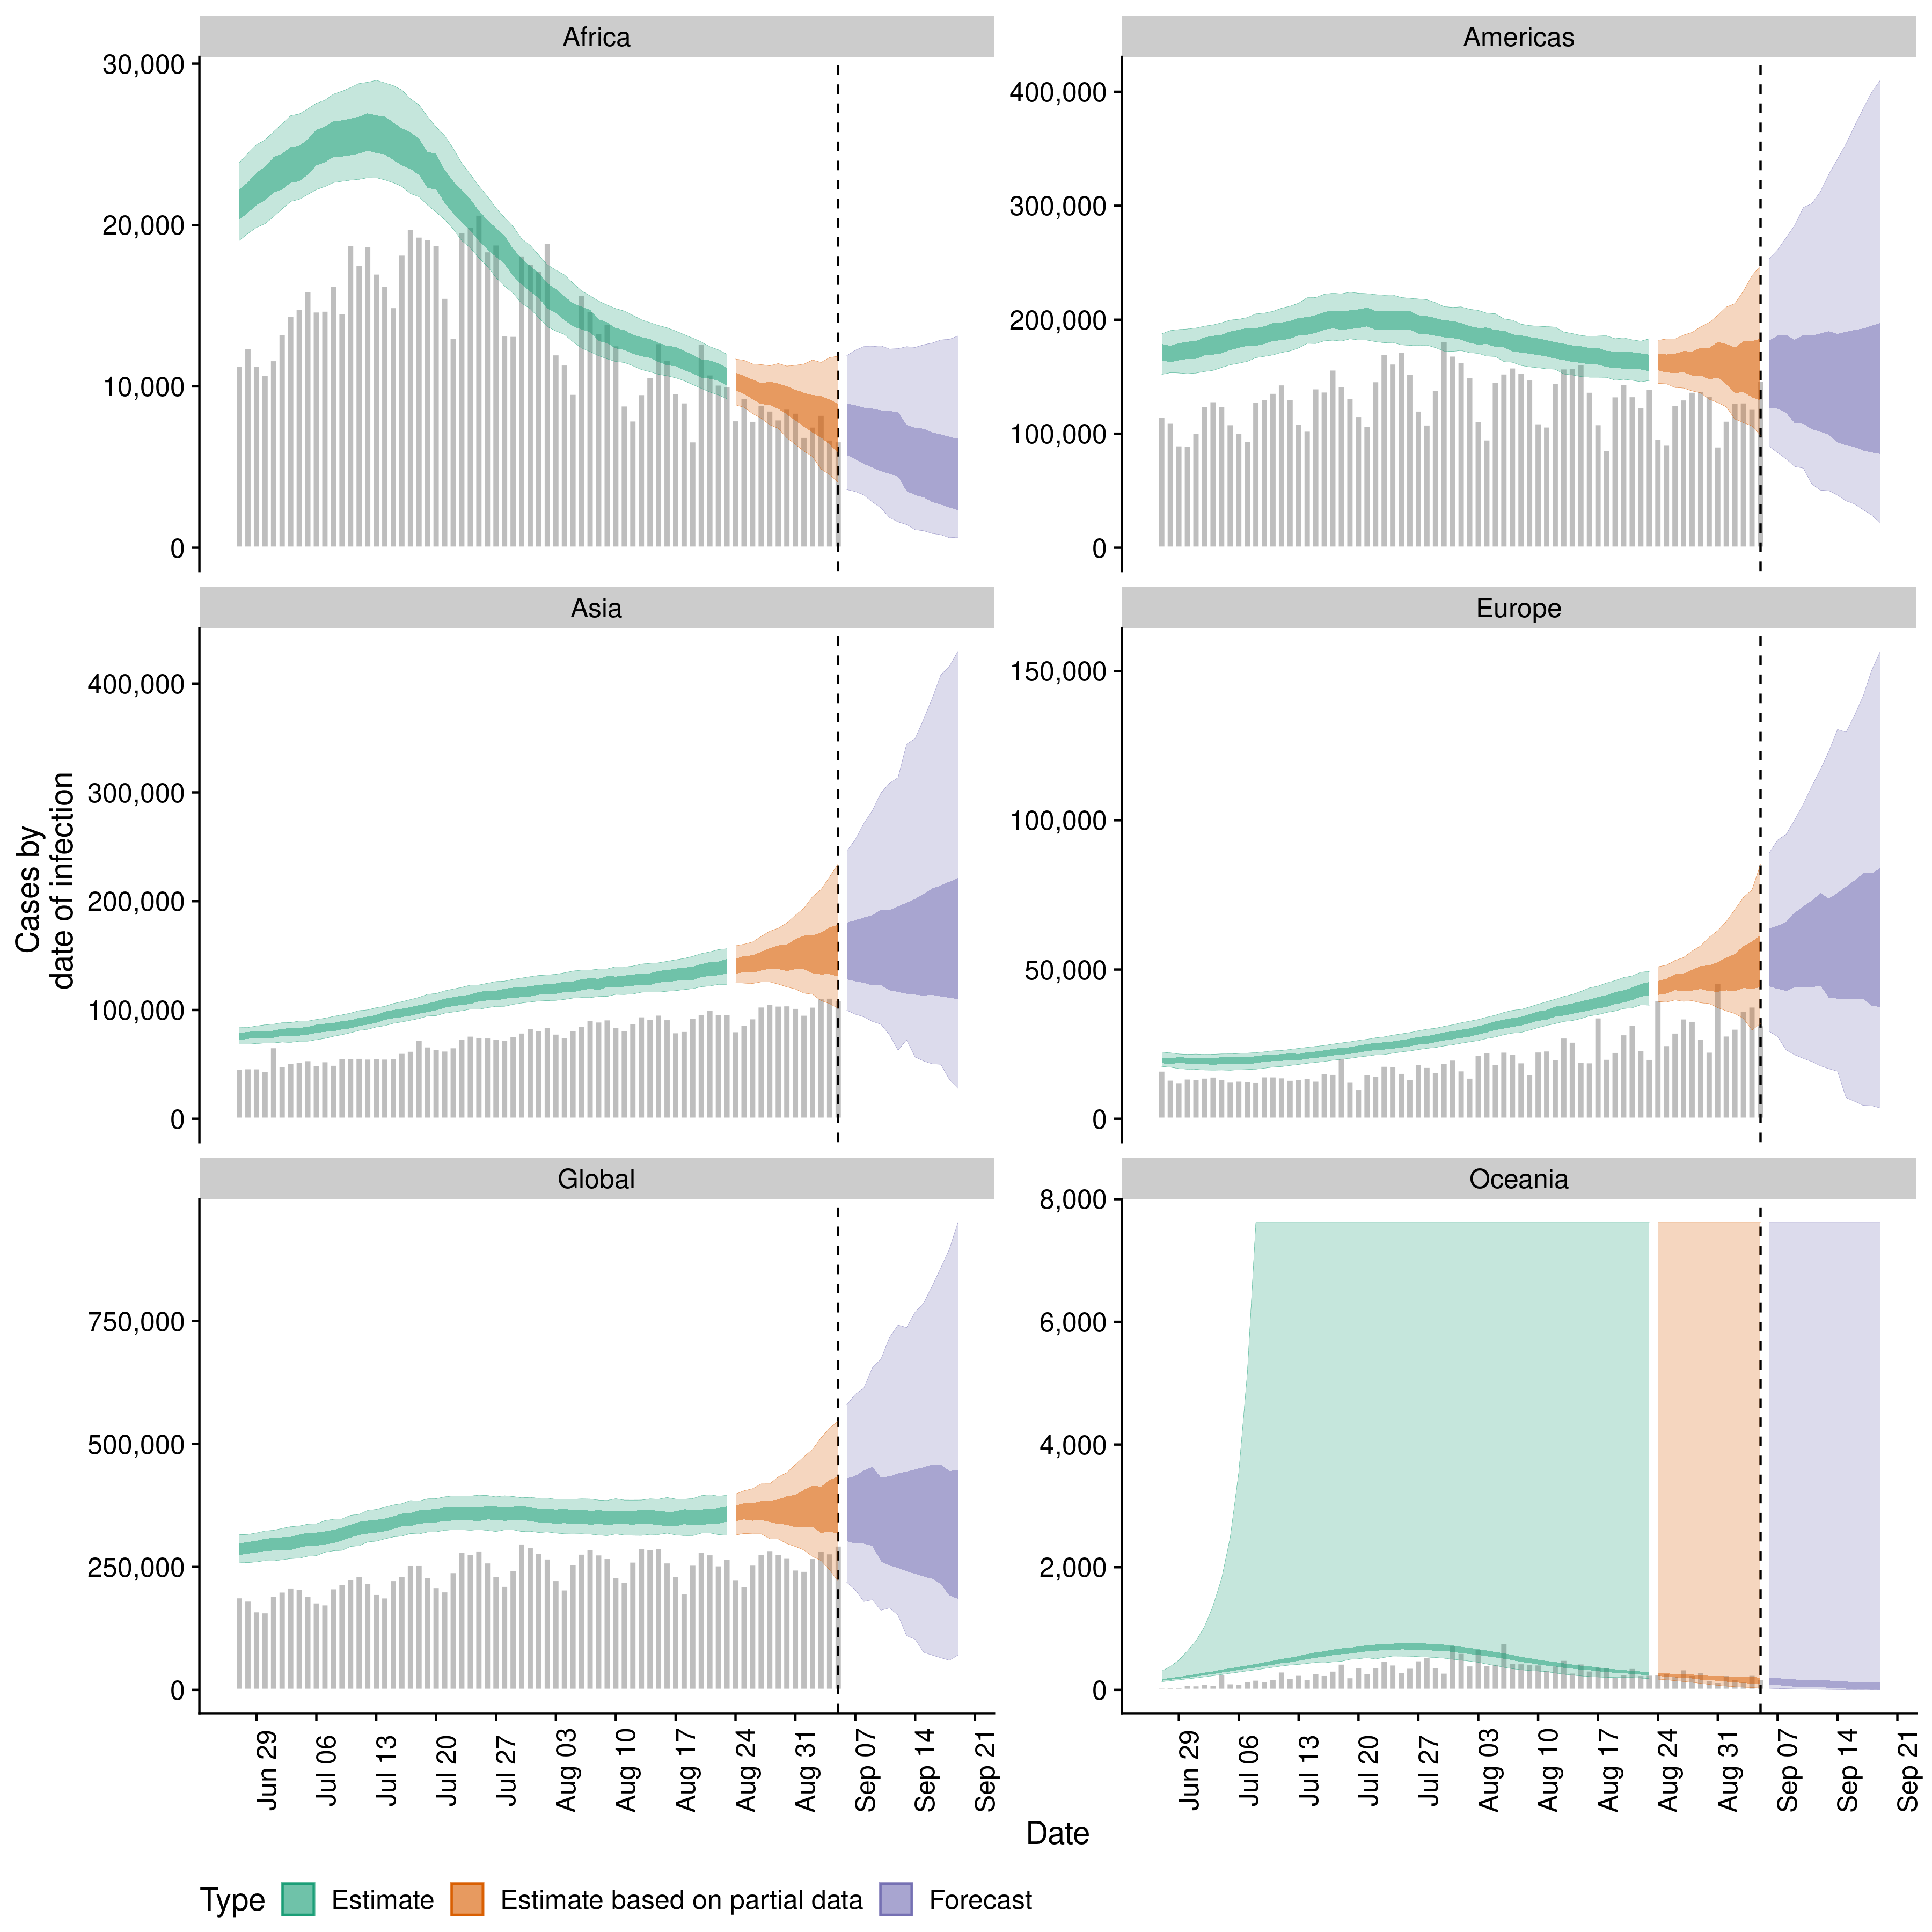 Africa
Americas
30,000
20,000
10,000
0
400,000
300,000
200,000
100,000
0
Asia
Europe
400,000
300,000
200,000
100,000
0
150,000
100,000
50,000
0
Global
Oceania
750,000
500,000
250,000
0
8,000
6,000
4,000
2,000
0
Cases by
date of infection
Jun 29
Jul 06
Jul 13
Jul 20
Jul 27
Aug 03
Aug 10
Aug 17
Aug 24
Aug 31
Sep 07
Sep 14
Sep 21
Jun 29
Jul 06
Jul 13
Jul 20
Jul 27
Aug 03
Aug 10
Aug 17
Aug 24
Aug 31
Sep 07
Sep 14
Sep 21
Date
Type Estimate Estimate based on partial data Forecast